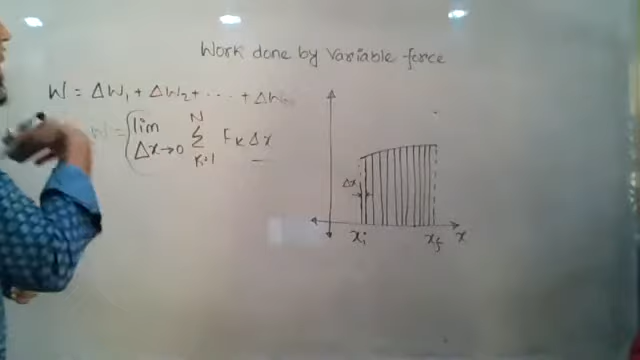 Work done by Variable force
W = ΔW₁ + ΔW₂ + ... + ΔW
W = lim Δx→0 N Σ K=1 Fₖ Δx
Δx
xᵢ xf x